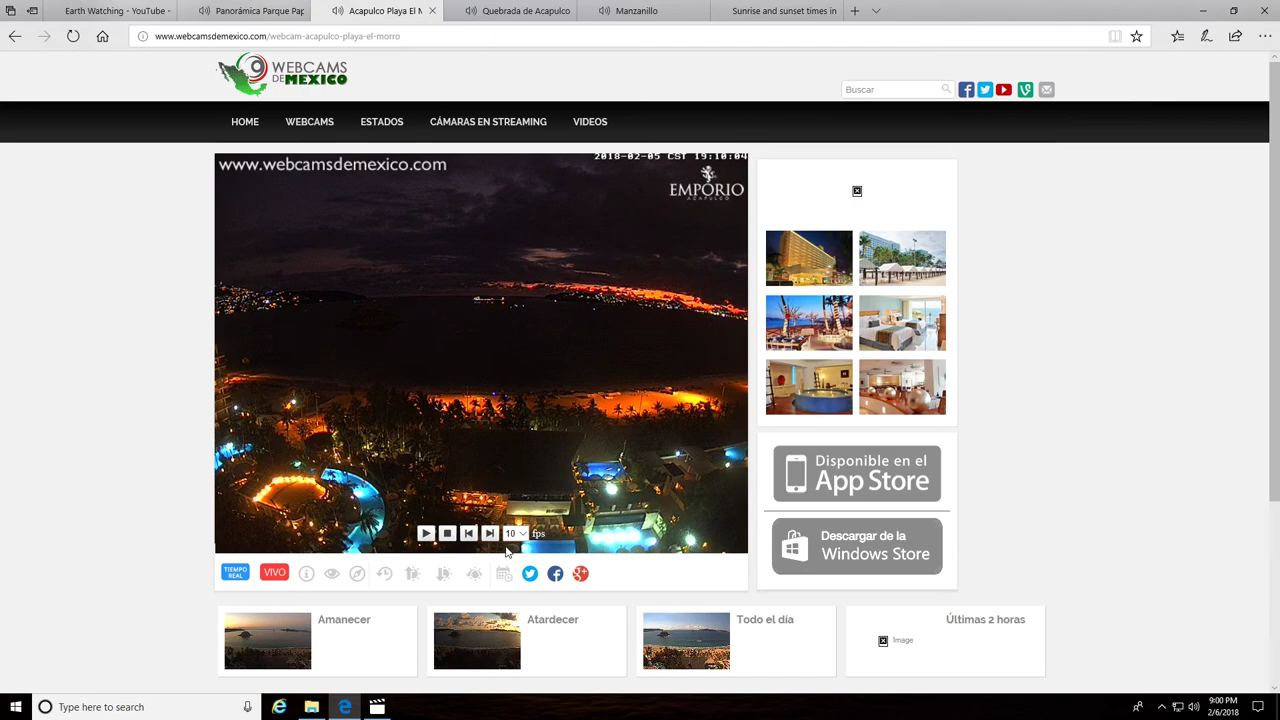 Earth Watching - YouTube -
Panorámica Parque Pap
Acapulco Playa El M
Quebrada de Acapulco
Manzanillo
Sunrise and sunset times in
www.webcamsdemexico.com/webcam-acapulco-playa-el-morro
WEBCAMS
DE MEXICO
Buscar
HOME WEBCAMS ESTADOS CÁMARAS EN STREAMING VIDEOS
www.webcamsdemexico.com
2018-02-05 CST 19:10:04
EMPORIO
ACAPULCO
10 fps
TIEMPO
REAL
VIVO
Disponible en el
App Store
Descargar de la
Windows Store
Amanecer
Atardecer
Todo el día
Últimas 2 horas
Image
Type here to search
9:00 PM
2/6/2018